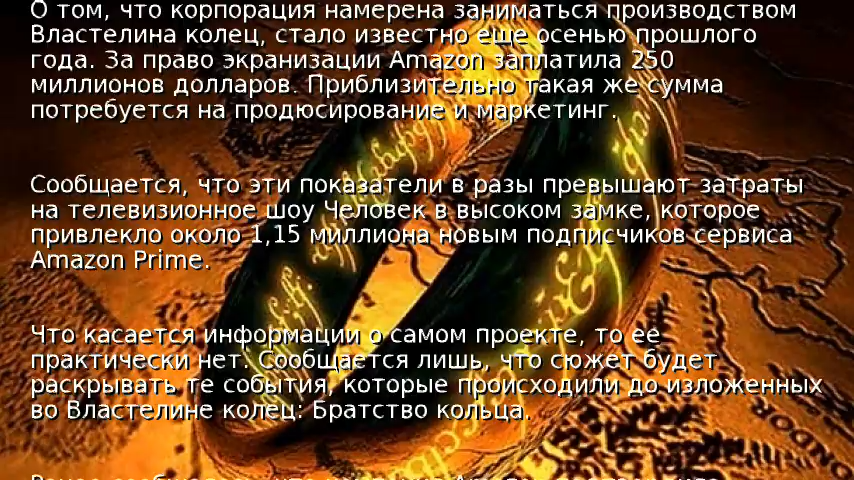 О том, что корпорация намерена заниматься производством
Властелина колец, стало известно еще осенью прошлого
года. За право экранизации Amazon заплатила 250
миллионов долларов. Приблизительно такая же сумма
потребуется на продюсирование и маркетинг.
Сообщается, что эти показатели в разы превышают затраты
на телевизионное шоу Человек в высоком замке, которое
привлекло около 1,15 миллиона новым подписчиков сервиса
Amazon Prime.
Что касается информации о самом проекте, то ее
практически нет. Сообщается лишь, что сюжет будет
раскрывать те события, которые происходили до изложенных
во Властелине колец: Братство кольца.